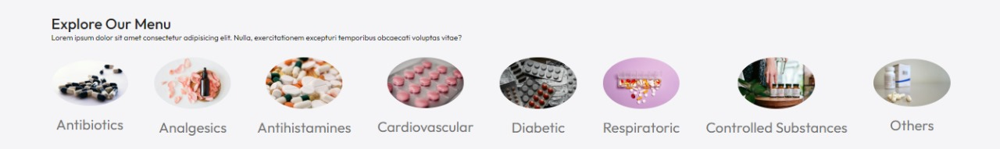 Explore Our Menu
Lorem ipsum dolor sit amet consectetur adipisicing elit. Nulla, exercitationem excepturi temporibus obcaecati voluptas vitae?
Antibiotics Analgesics Antihistamines Cardiovascular Diabetic Respiratoric Controlled Substances Others